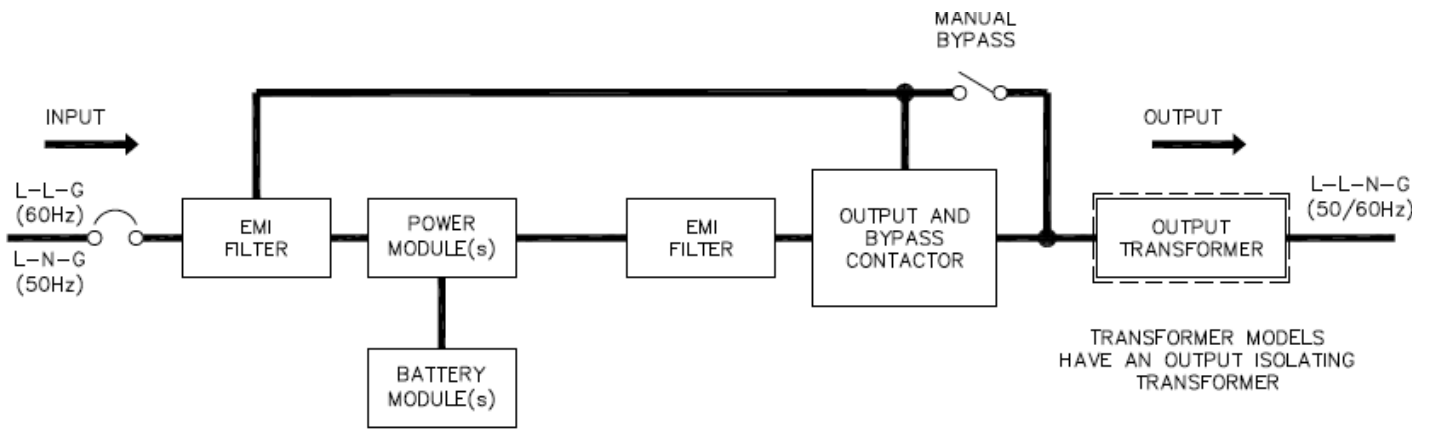 MANUAL
BYPASS
INPUT
OUTPUT
L-L-G
(60Hz)
L-N-G
(50Hz)
EMI
FILTER
POWER
MODULE(s)
EMI
FILTER
OUTPUT AND
BYPASS
CONTACTOR
OUTPUT
TRANSFORMER
L-L-N-G
(50/60Hz)
BATTERY
MODULE(s)
TRANSFORMER MODELS
HAVE AN OUTPUT ISOLATING
TRANSFORMER